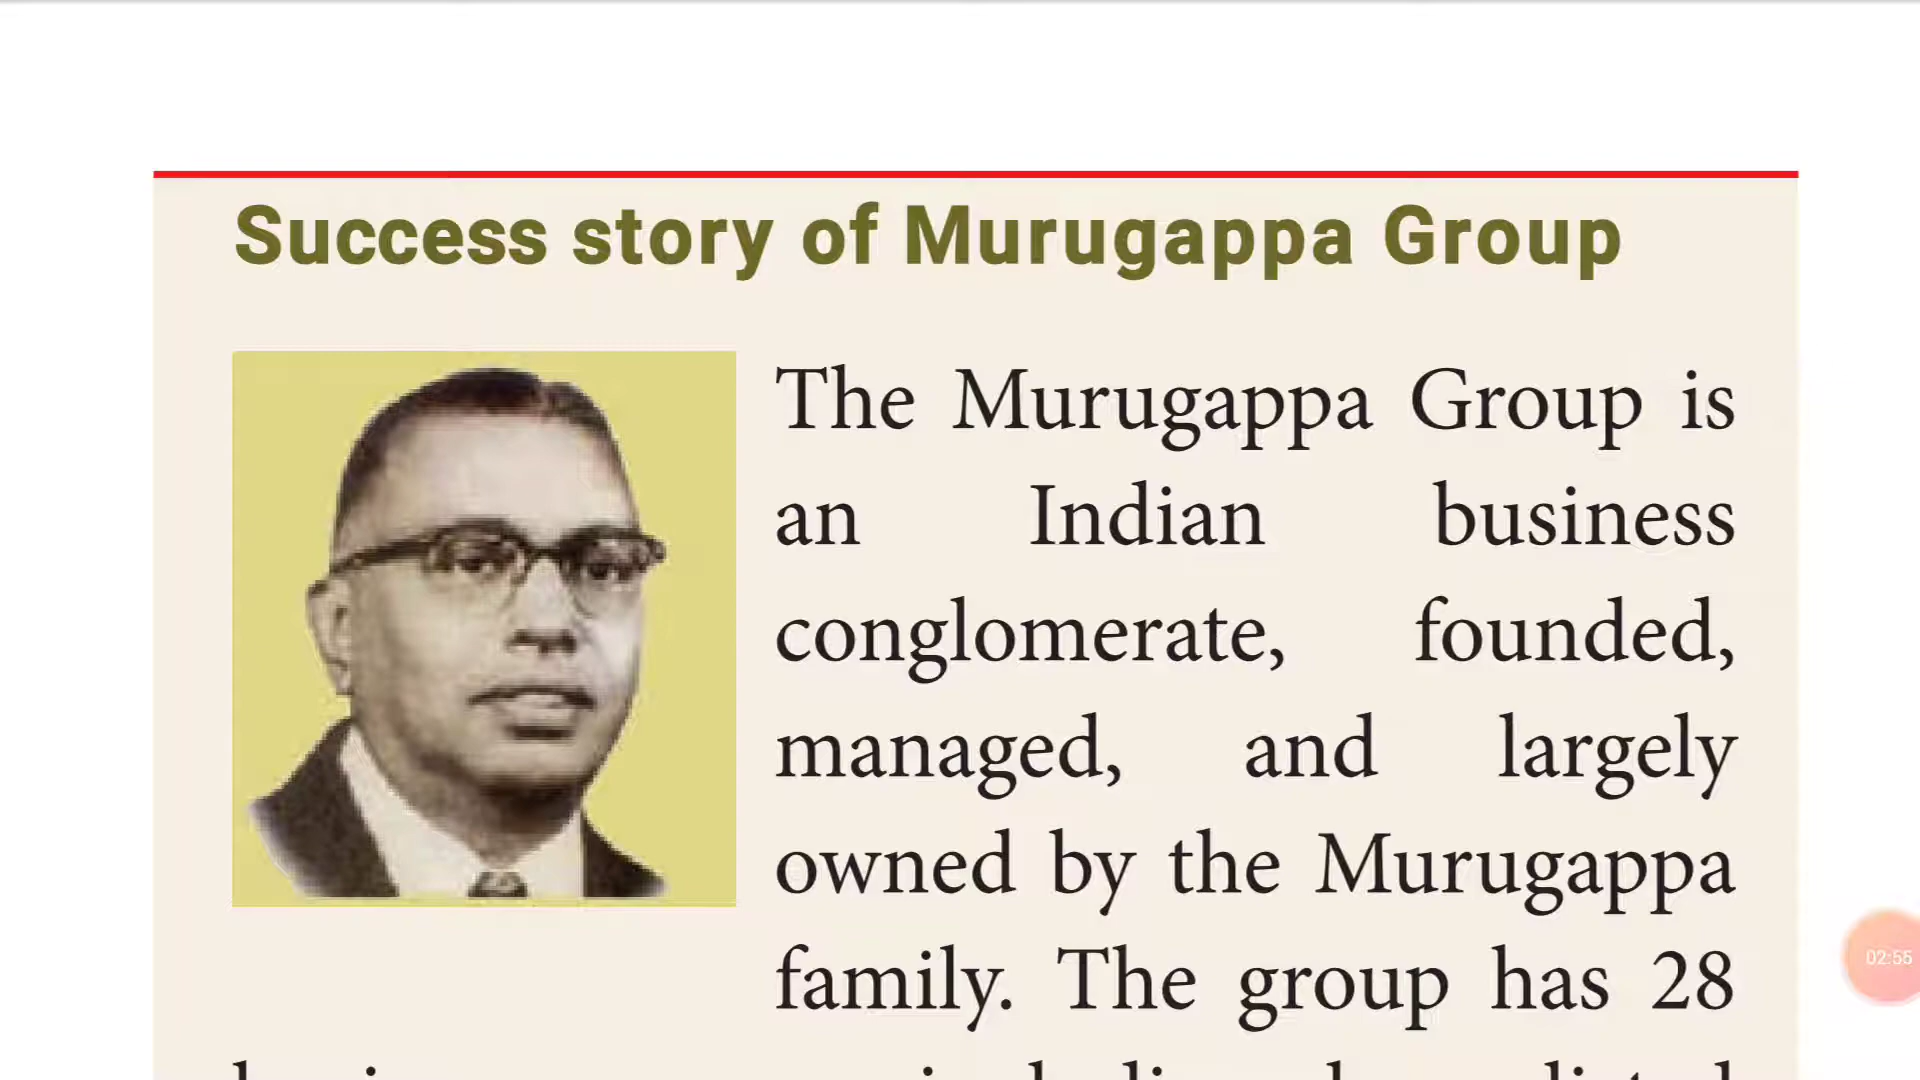 Success story of Murugappa Group
The Murugappa Group is
an Indian business
conglomerate, founded,
managed, and largely
owned by the Murugappa
family. The group has 28
02:55